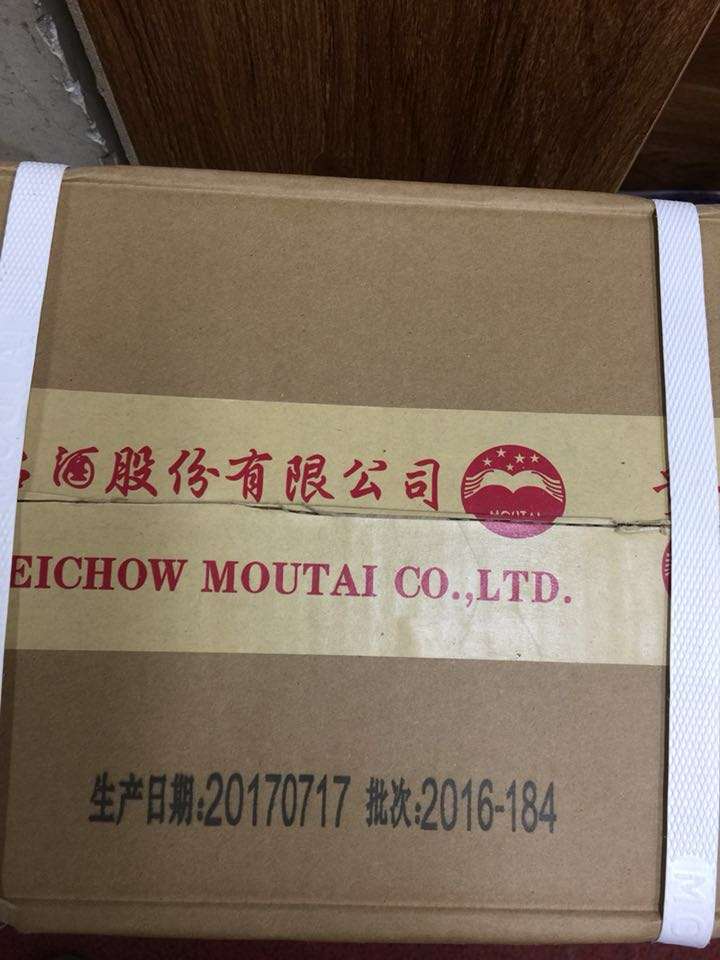 酒股份有限公司
MOUTAI
EICHOW MOUTAI CO.,LTD.
生产日期:20170717 批次:2016-184